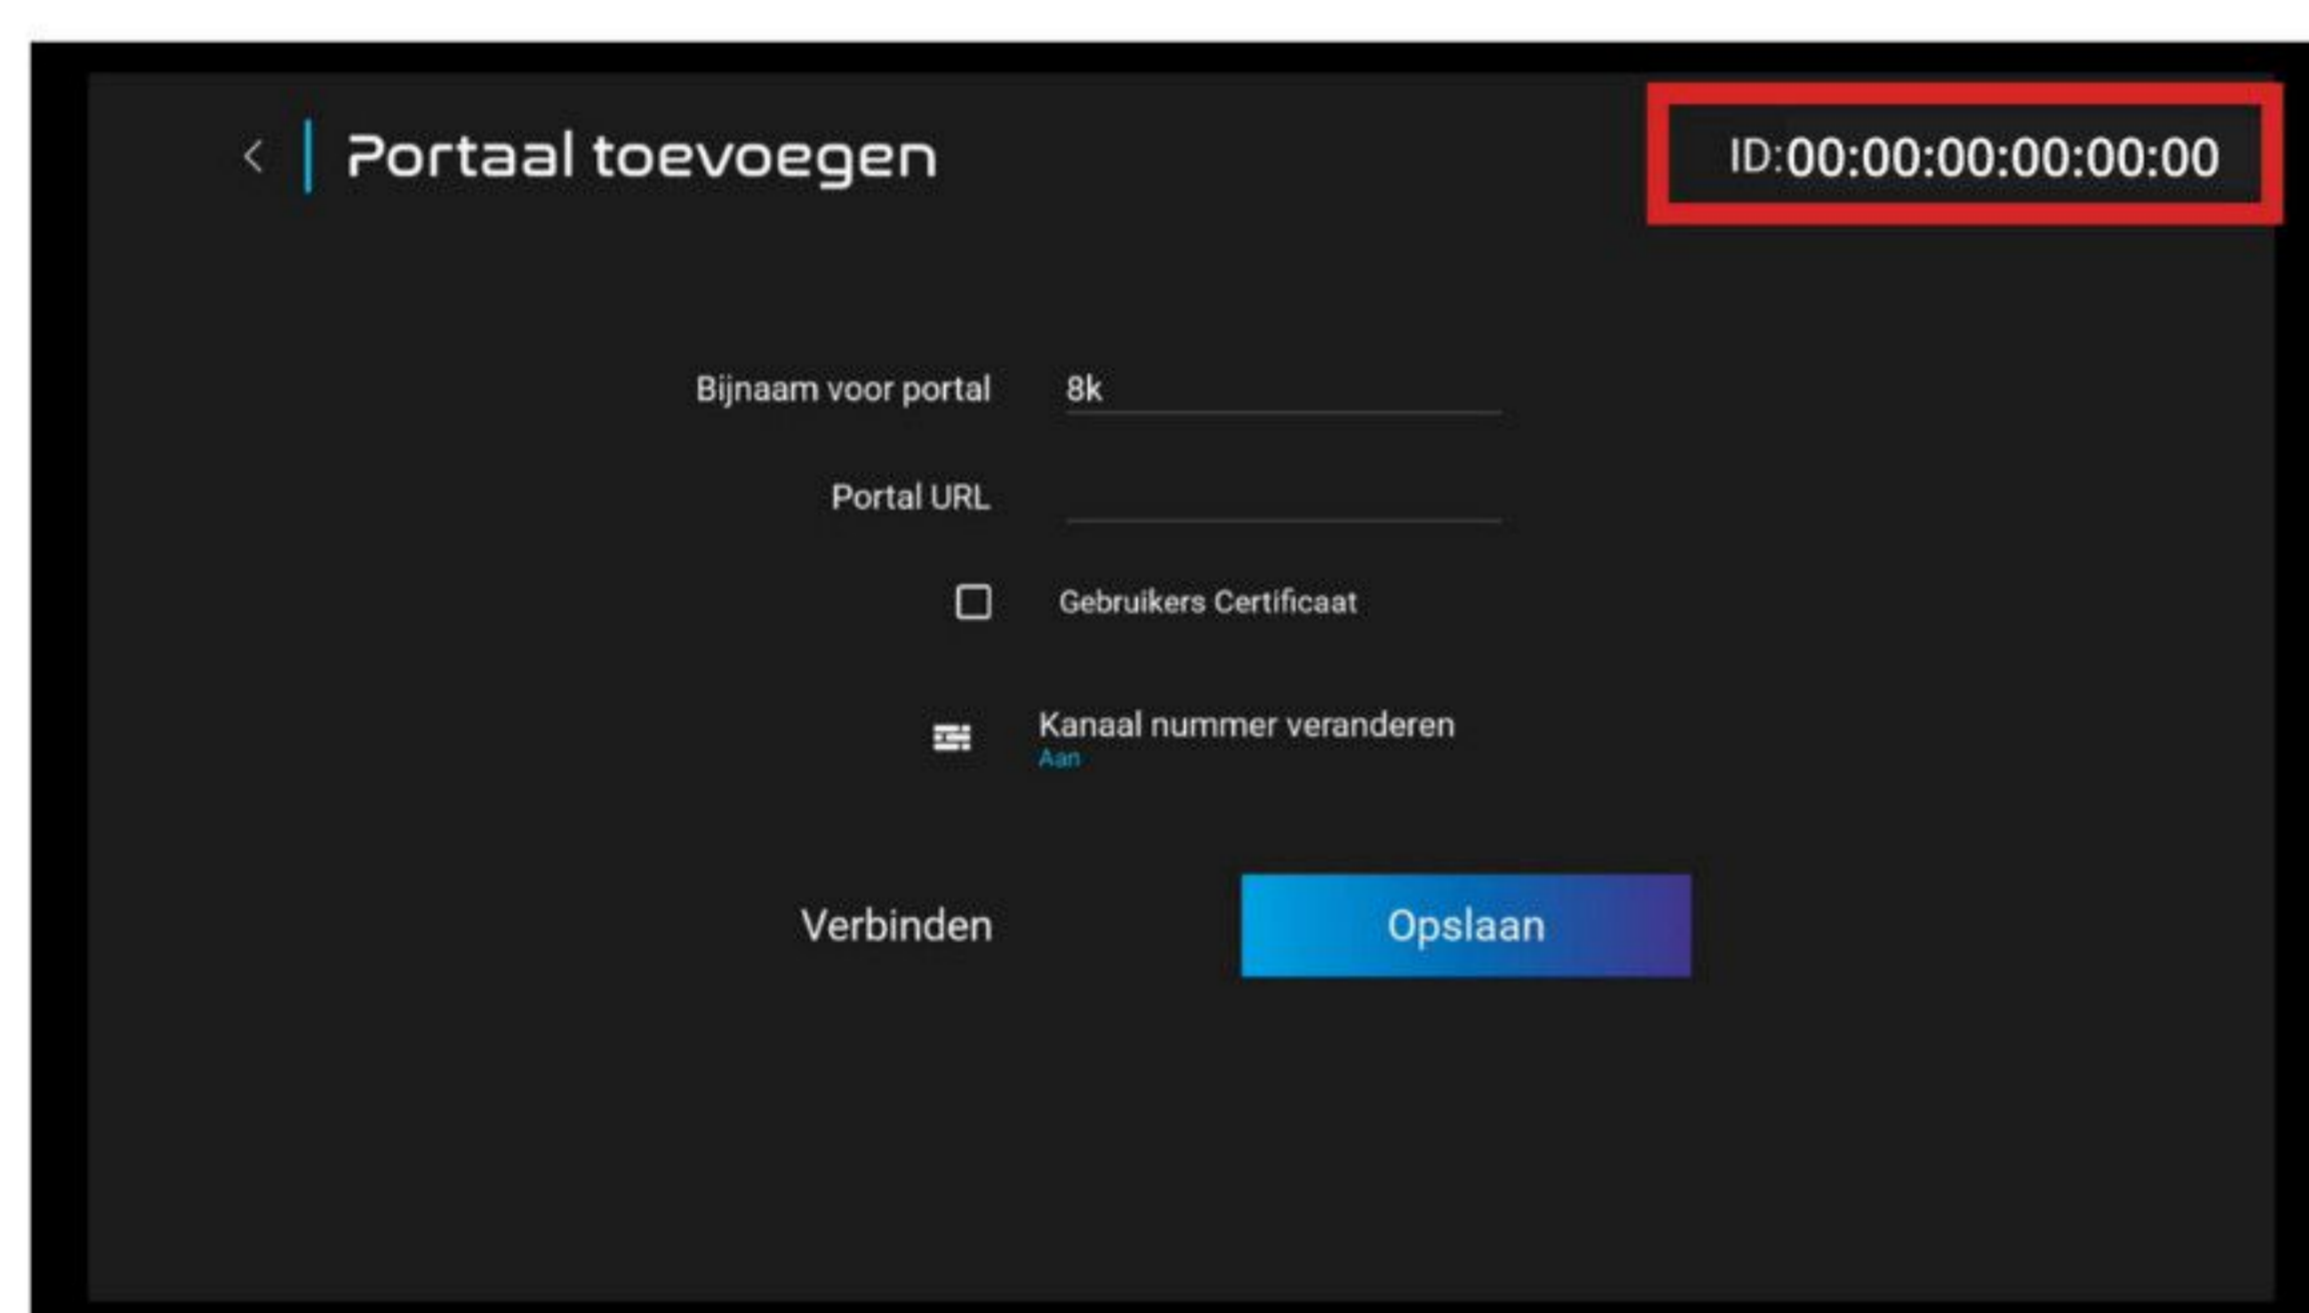 Portaal toevoegen
ID:00:00:00:00:00:00
Bijnaam voor portal 8k
Portal URL
Gebruikers Certificaat
Kanaal nummer veranderen
Aan
Verbinden
Opslaan